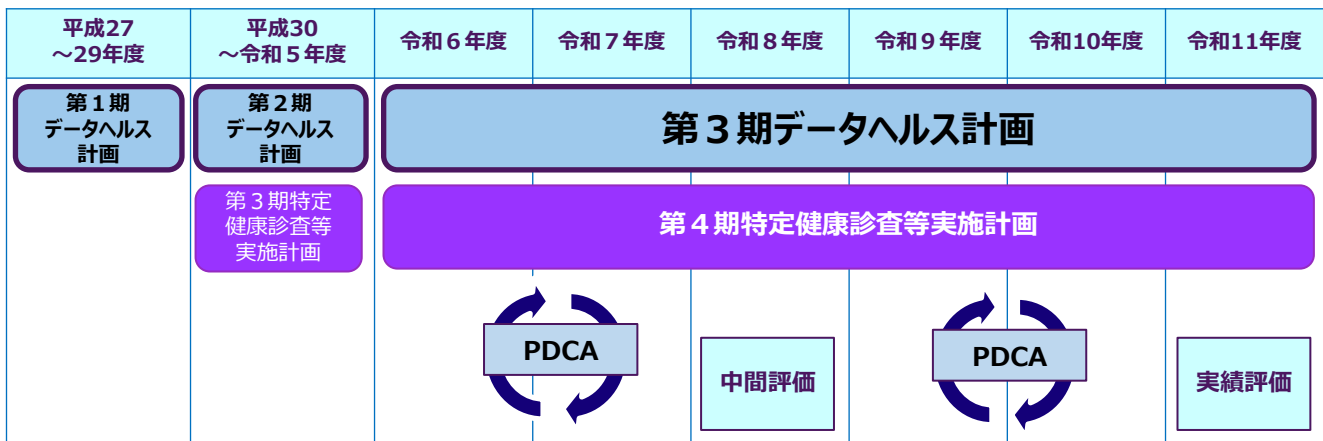 平成27
～29年度
平成30
～令和５年度
令和６年度
令和７年度
令和８年度
令和９年度
令和10年度
令和11年度
第１期
データヘルス
計画
第２期
データヘルス
計画
第３期データヘルス計画
第３期特定
健康診査等
実施計画
第４期特定健康診査等実施計画
PDCA
中間評価
PDCA
実績評価